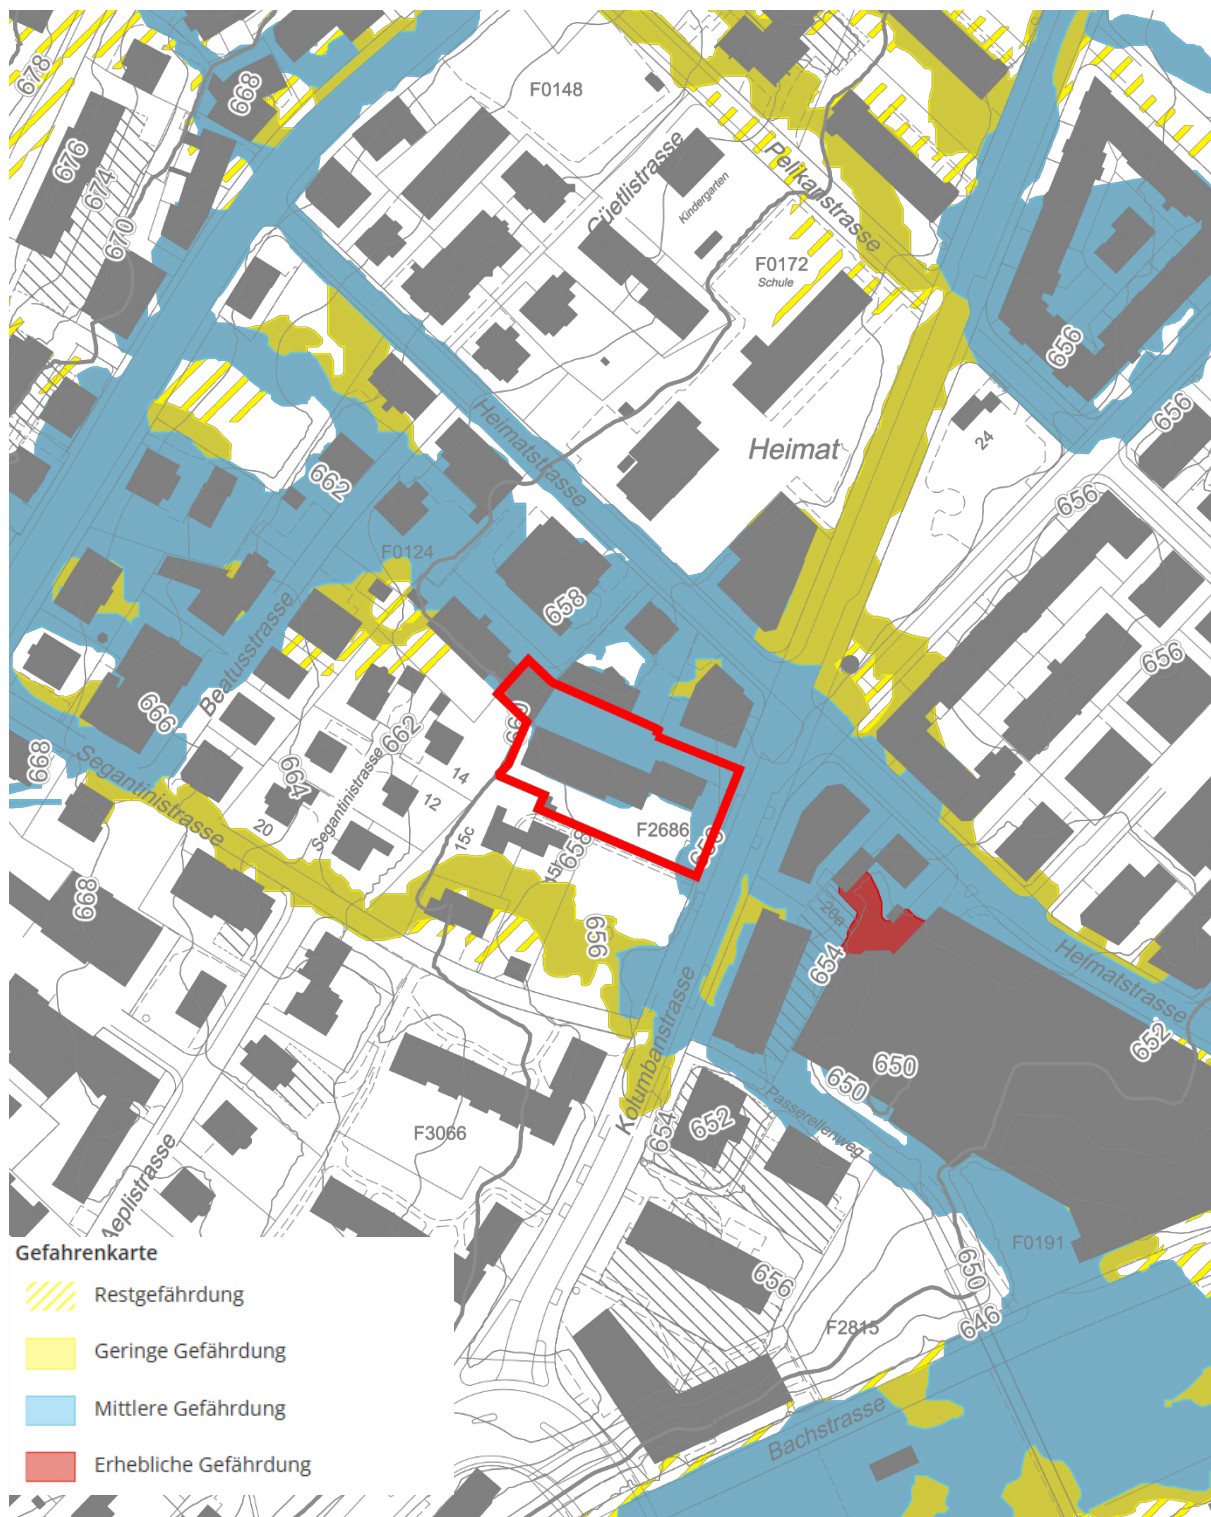 678
668
F0148
676
674
670
Güetlistrasse
Kindergarten
Pelikanstrasse
F0172
Schule
656
656
Heimatstrasse
Heimat
24
662
656
F0124
658
Beatusstrasse
656
666
660
662
668
Segantinistrasse
664
Segantinistrasse
14
12
20
15c
F2686
658
658
668
656
20a
654
Heimatstrasse
652
Kolumbanstrasse
650
650
Passerellenweg
652
654
F3066
Aeplistrasse
F0191
650
656
646
F2815
Bachstrasse
Gefahrenkarte
Restgefährdung
Geringe Gefährdung
Mittlere Gefährdung
Erhebliche Gefährdung